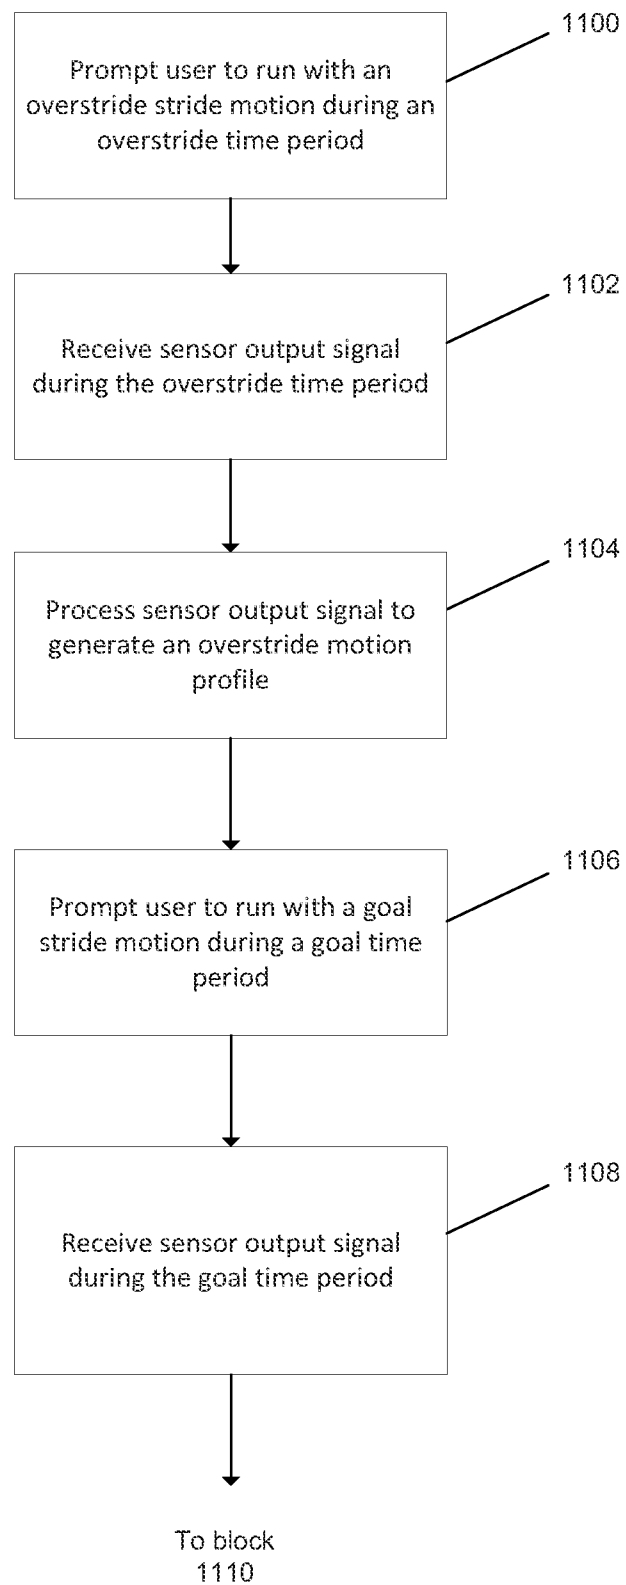 1100
Prompt user to run with an
overstride stride motion during an
overstride time period
1102
Receive sensor output signal
during the overstride time period
1104
Process sensor output signal to
generate an overstride motion
profile
1106
Prompt user to run with a goal
stride motion during a goal time
period
1108
Receive sensor output signal
during the goal time period
To block
1110